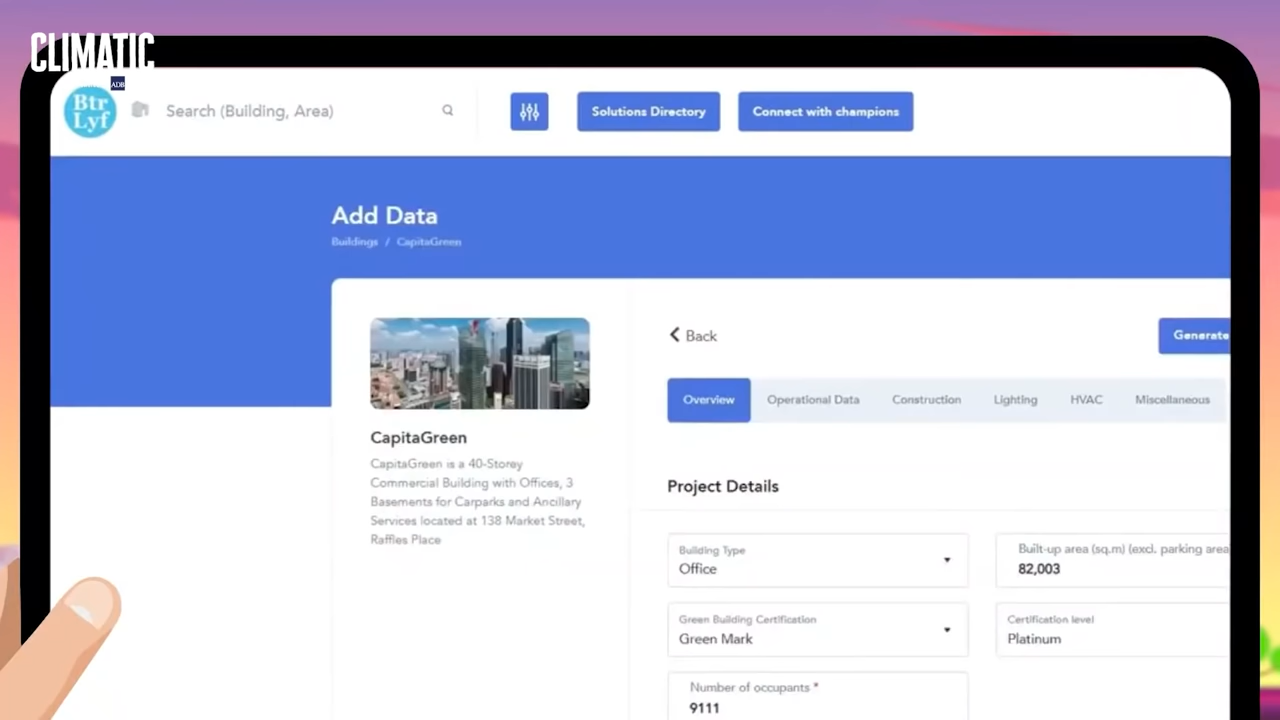 CLIMATIC
ADB
Btr
Lyf
Search (Building, Area)
Solutions Directory
Connect with champions
Add Data
Buildings / CapitaGreen
Back
Generate
Overview
Operational Data
Construction
Lighting
HVAC
Miscellaneous
CapitaGreen
CapitaGreen is a 40-Storey
Commercial Building with Offices, 3
Basements for Carparks and Ancillary
Services located at 138 Market Street,
Raffles Place
Project Details
Building Type
Office
Built-up area (sq.m) (excl. parking area
82,003
Green Building Certification
Green Mark
Certification level
Platinum
Number of occupants *
9111